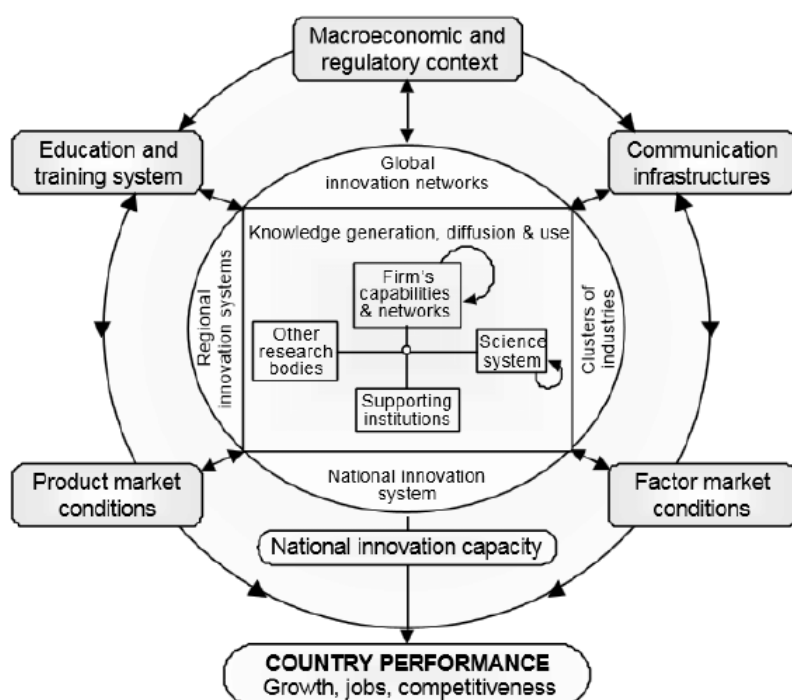 Macroeconomic and
regulatory context
Education and
training system
Communication
infrastructures
Global
innovation networks
Knowledge generation, diffusion & use
Regional
innovation systems
Firm's
capabilities
& networks
Clusters of
industries
Other
research
bodies
Science
system
Supporting
institutions
Product market
conditions
National innovation
system
Factor market
conditions
National innovation capacity
COUNTRY PERFORMANCE
Growth, jobs, competitiveness